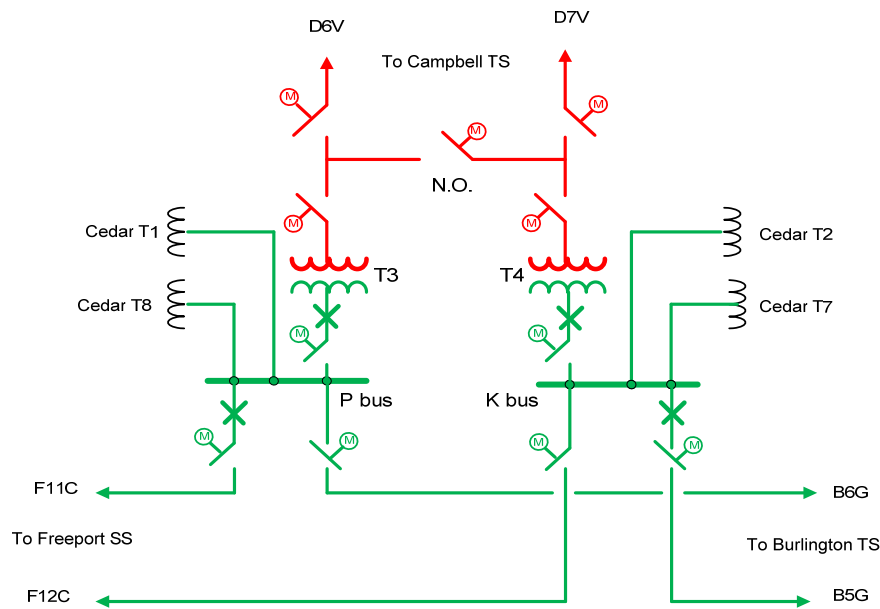 D6V
D7V
To Campbell TS
M
M
M
N.O.
M
M
Cedar T1
Cedar T2
T3
T4
Cedar T8
Cedar T7
M
M
P bus
K bus
M
M
M
M
F11C
B6G
To Freeport SS
To Burlington TS
F12C
B5G